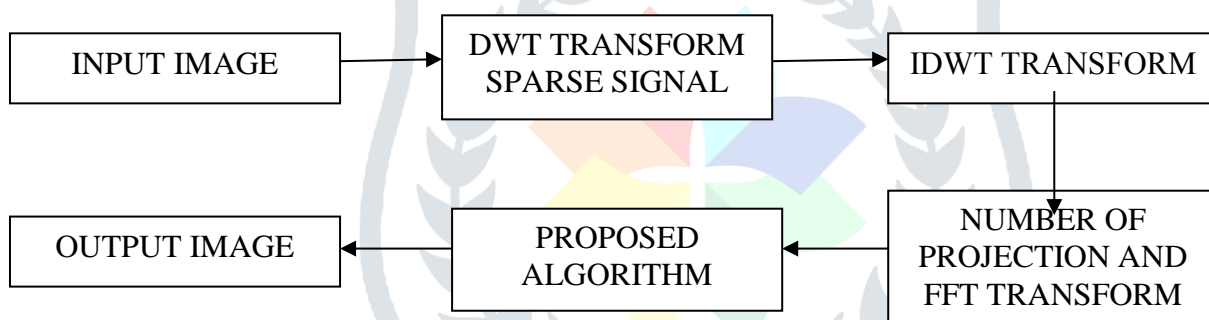 INPUT IMAGE
DWT TRANSFORM
SPARSE SIGNAL
IDWT TRANSFORM
NUMBER OF
PROJECTION AND
FFT TRANSFORM
PROPOSED
ALGORITHM
OUTPUT IMAGE